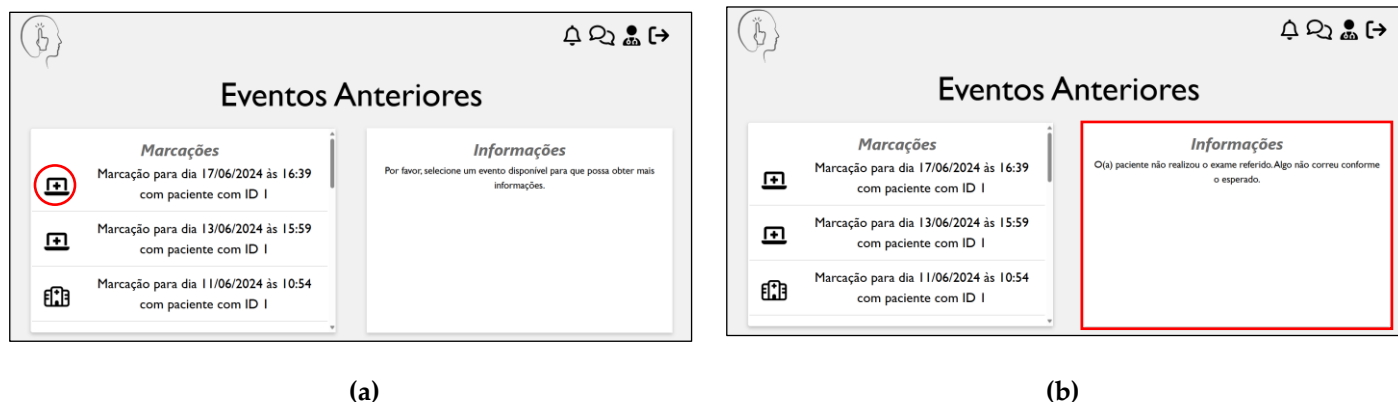 Eventos Anteriores
Marcações
Marcação para dia 17/06/2024 às 16:39
com paciente com ID 1
Marcação para dia 13/06/2024 às 15:59
com paciente com ID 1
Marcação para dia 11/06/2024 às 10:54
com paciente com ID 1
Informações
Por favor, selecione um evento disponível para que possa obter mais
informações.
(a)
Eventos Anteriores
Marcações
Marcação para dia 17/06/2024 às 16:39
com paciente com ID 1
Marcação para dia 13/06/2024 às 15:59
com paciente com ID 1
Marcação para dia 11/06/2024 às 10:54
com paciente com ID 1
Informações
O(a) paciente não realizou o exame referido. Algo não correu conforme
o esperado.
(b)